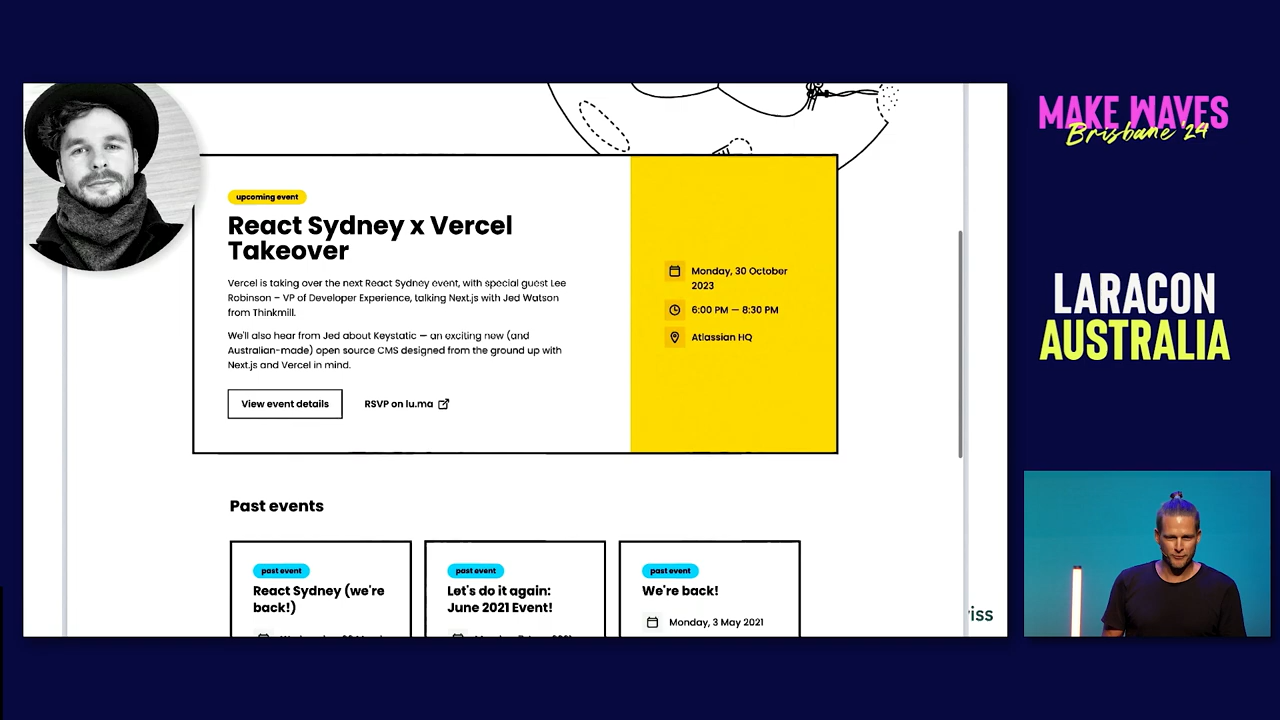 MAKE WAVES
Brisbane '24
upcoming event
React Sydney x Vercel
Takeover
Vercel is taking over the next React Sydney event, with special guest Lee
Robinson – VP of Developer Experience, talking Next.js with Jed Watson
from Thinkmill.
We'll also hear from Jed about Keystatic — an exciting new (and
Australian-made) open source CMS designed from the ground up with
Next.js and Vercel in mind.
View event details
RSVP on lu.ma
Monday, 30 October
2023
6:00 PM — 8:30 PM
Atlassian HQ
LARACON
AUSTRALIA
Past events
past event
React Sydney (we're
back!)
past event
Let's do it again:
June 2021 Event!
past event
We're back!
Monday, 3 May 2021